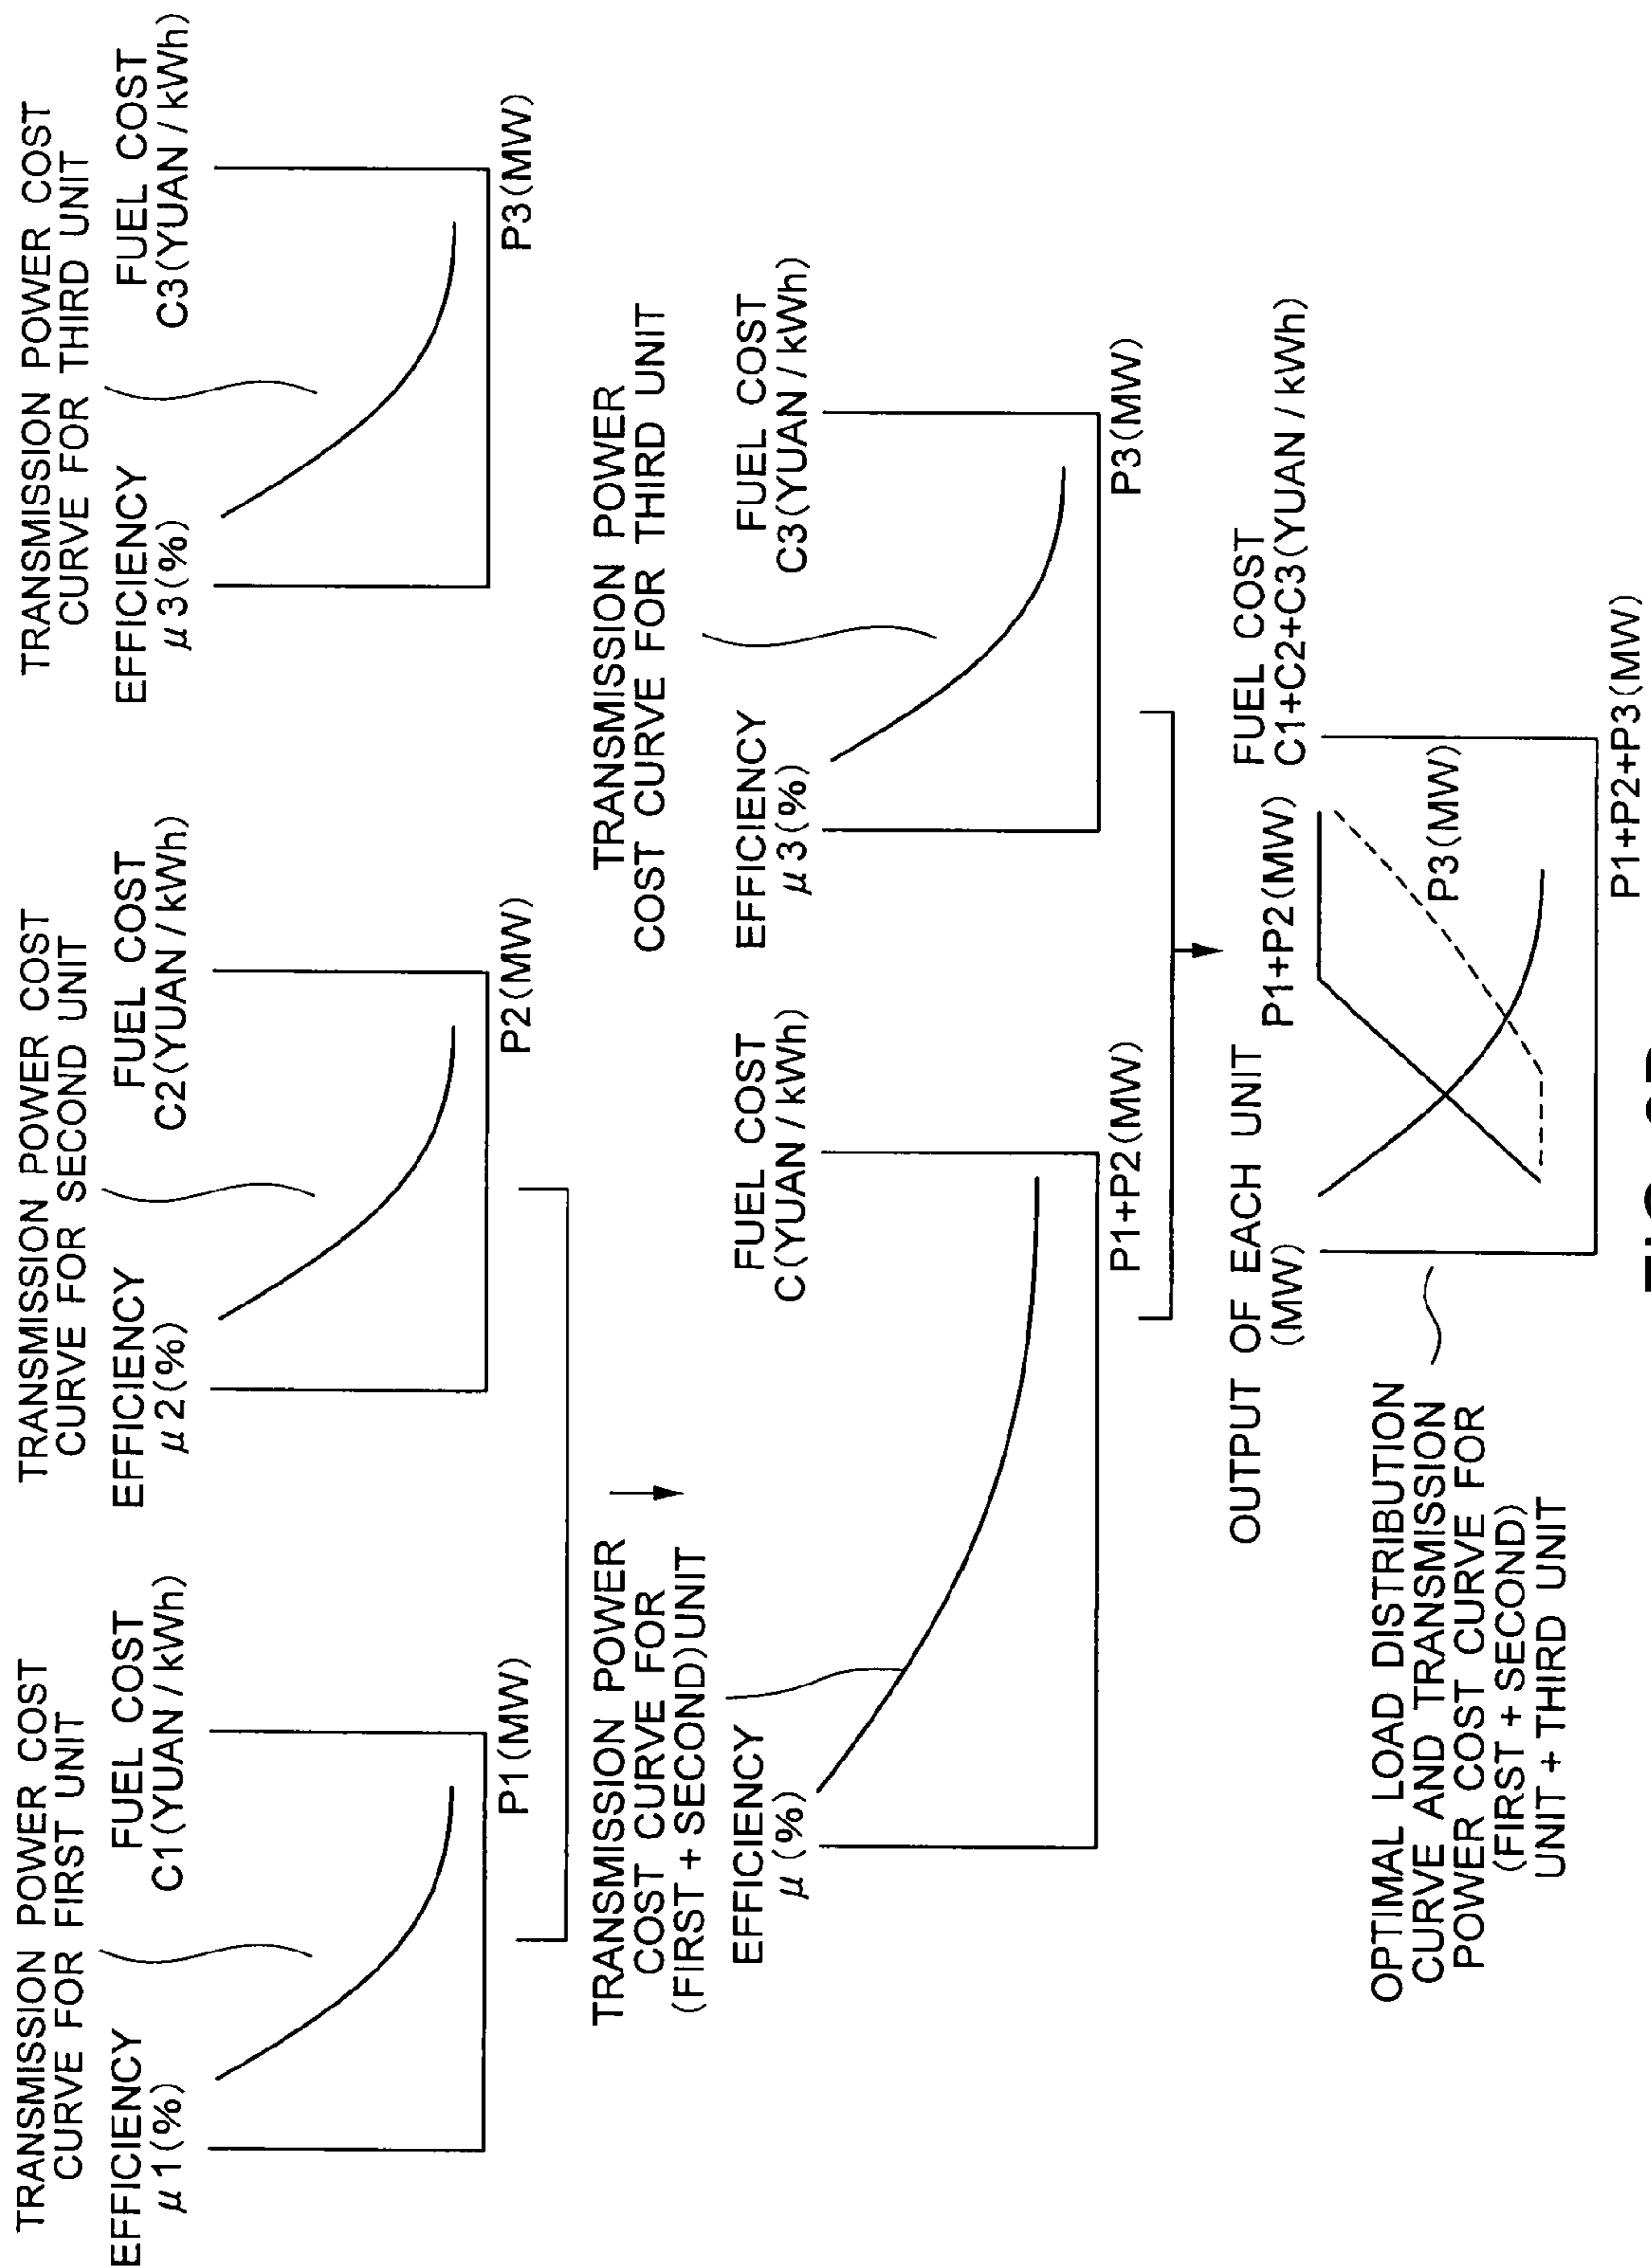 TRANSMISSION POWER COST
CURVE FOR FIRST UNIT
EFFICIENCY
μ1(%)
FUEL COST
C1(YUAN/kWh)
P1(MW)
TRANSMISSION POWER COST
CURVE FOR SECOND UNIT
EFFICIENCY
μ2(%)
FUEL COST
C2(YUAN/kWh)
P2(MW)
TRANSMISSION POWER COST
CURVE FOR THIRD UNIT
EFFICIENCY
μ3(%)
FUEL COST
C3(YUAN/kWh)
P3(MW)
TRANSMISSION POWER
COST CURVE FOR
(FIRST + SECOND)UNIT
EFFICIENCY
μ(%)
FUEL COST
C(YUAN/kWh)
P1+P2(MW)
TRANSMISSION POWER
COST CURVE FOR THIRD UNIT
EFFICIENCY
μ3(%)
FUEL COST
C3(YUAN/kWh)
P3(MW)
OUTPUT OF EACH UNIT
(MW)
P1+P2(MW)
FUEL COST
C1+C2+C3(YUAN/kWh)
P3(MW)
P1+P2+P3(MW)
OPTIMAL LOAD DISTRIBUTION
CURVE AND TRANSMISSION
POWER COST CURVE FOR
(FIRST + SECOND)
UNIT + THIRD UNIT